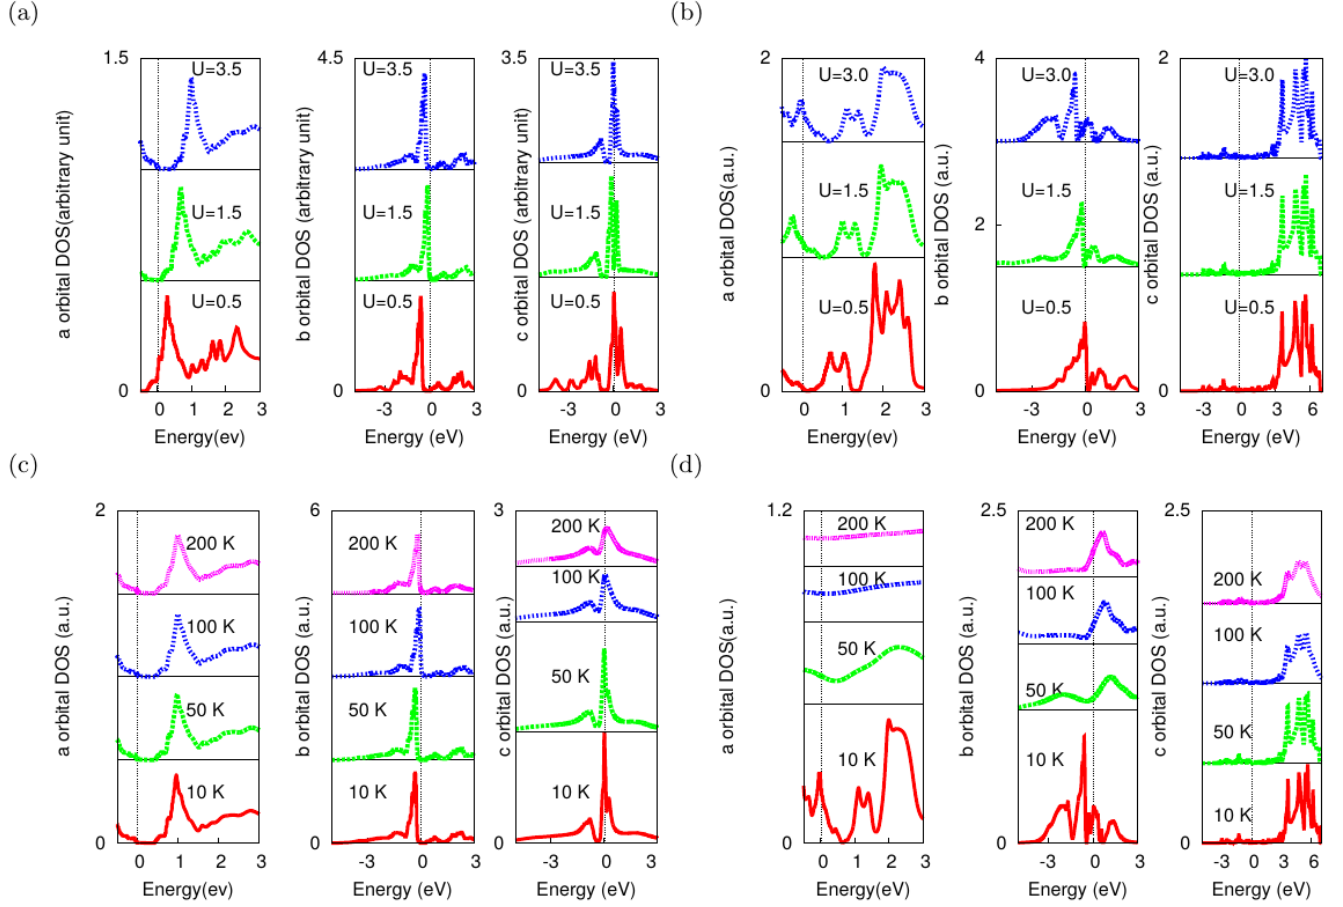 (a)
a orbital DOS(arbitrary unit)
1.5
0
U=3.5
U=1.5
U=0.5
0 1 2 3
Energy(ev)
b orbital DOS (arbitrary unit)
4.5
0
U=3.5
U=1.5
U=0.5
-3 0 3
Energy (eV)
c orbital DOS (arbitrary unit)
3.5
0
U=3.5
U=1.5
U=0.5
-3 0 3
Energy (eV)
(b)
a orbital DOS(a.u.)
2
0
U=3.0
U=1.5
U=0.5
0 1 2 3
Energy(ev)
b orbital DOS (a.u.)
4
2
0
U=3.0
U=1.5
U=0.5
-3 0 3
Energy (eV)
c orbital DOS (a.u.)
2
0
U=3.0
U=1.5
U=0.5
-3 0 3 6
Energy (eV)
(c)
a orbital DOS (a.u.)
2
0
200 K
100 K
50 K
10 K
0 1 2 3
Energy(ev)
b orbital DOS (a.u.)
6
0
200 K
100 K
50 K
10 K
-3 0 3
Energy (eV)
c orbital DOS (a.u.)
3
0
200 K
100 K
50 K
10 K
-3 0 3
Energy (eV)
(d)
a orbital DOS(a.u.)
1.2
0
200 K
100 K
50 K
10 K
0 1 2 3
Energy(ev)
b orbital DOS (a.u.)
2.5
0
200 K
100 K
50 K
10 K
-3 0 3
Energy (eV)
c orbital DOS (a.u.)
2.5
0
200 K
100 K
50 K
10 K
-3 0 3 6
Energy (eV)